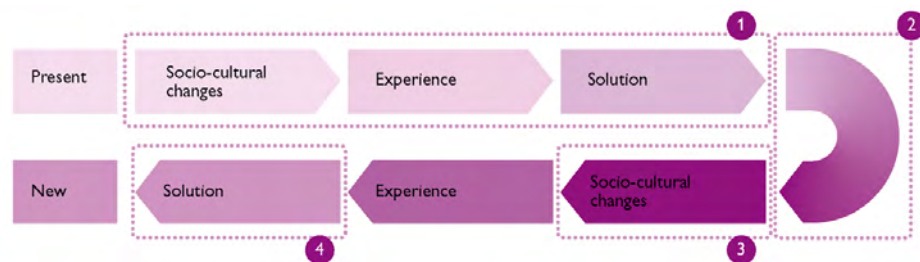 1
2
Present
Socio-cultural
changes
Experience
Solution
New
Solution
Experience
Socio-cultural
changes
4
3